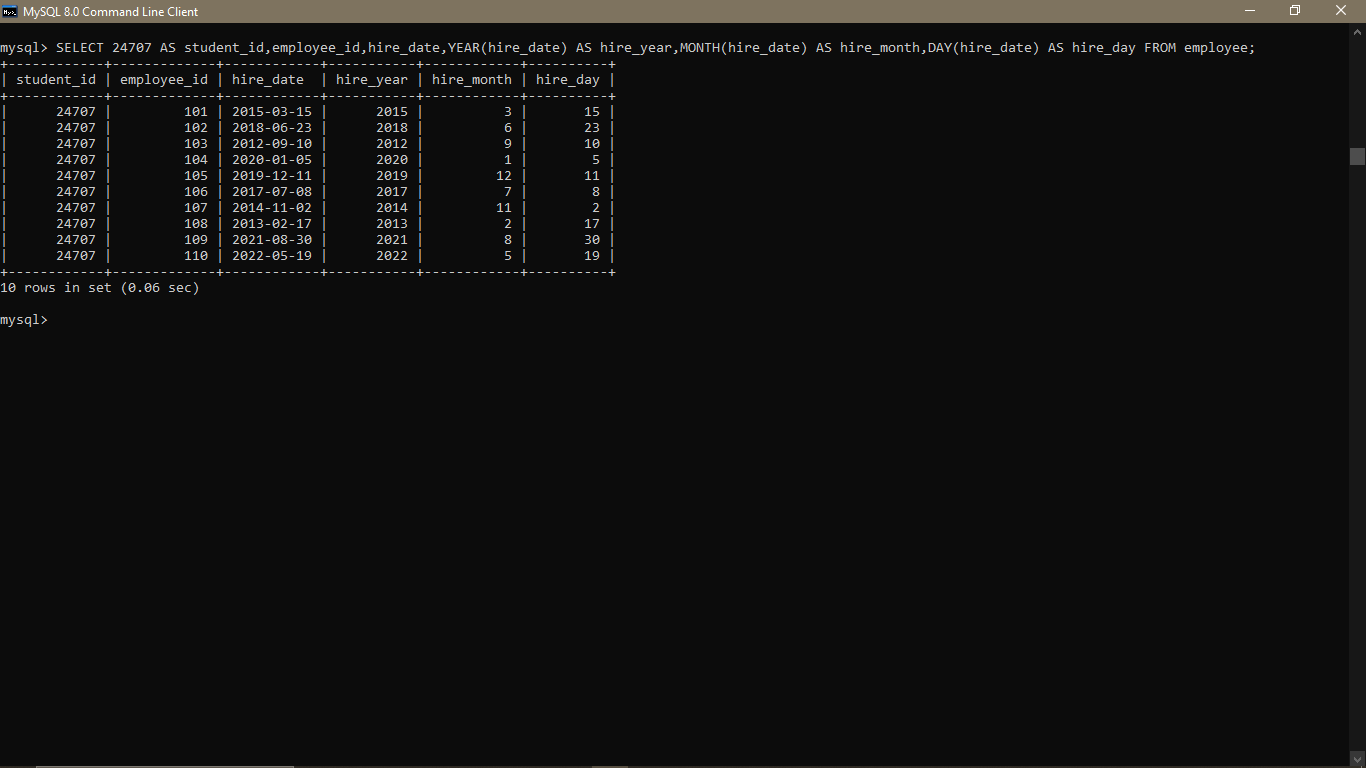 MySQL 8.0 Command Line Client
mysql> SELECT 24707 AS student_id,employee_id,hire_date,YEAR(hire_date) AS hire_year,MONTH(hire_date) AS hire_month,DAY(hire_date) AS hire_day FROM employee;
+------------+-------------+------------+-----------+------------+----------+
| student_id | employee_id | hire_date  | hire_year | hire_month | hire_day |
+------------+-------------+------------+-----------+------------+----------+
|      24707 |         101 | 2015-03-15 |      2015 |          3 |       15 |
|      24707 |         102 | 2018-06-23 |      2018 |          6 |       23 |
|      24707 |         103 | 2012-09-10 |      2012 |          9 |       10 |
|      24707 |         104 | 2020-01-05 |      2020 |          1 |        5 |
|      24707 |         105 | 2019-12-11 |      2019 |         12 |       11 |
|      24707 |         106 | 2017-07-08 |      2017 |          7 |        8 |
|      24707 |         107 | 2014-11-02 |      2014 |         11 |        2 |
|      24707 |         108 | 2013-02-17 |      2013 |          2 |       17 |
|      24707 |         109 | 2021-08-30 |      2021 |          8 |       30 |
|      24707 |         110 | 2022-05-19 |      2022 |          5 |       19 |
+------------+-------------+------------+-----------+------------+----------+
10 rows in set (0.06 sec)
mysql>